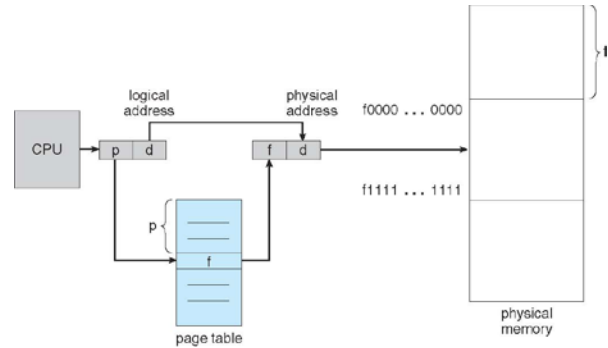 logical
address
physical
address
f0000 ... 0000
f
CPU
p
d
f
d
f1111 ... 1111
p
f
page table
physical
memory